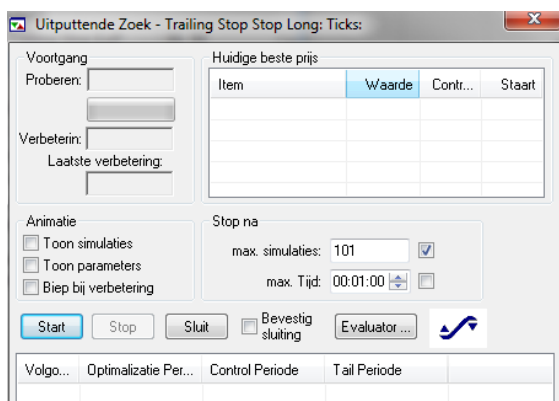 Uitputtende Zoek - Trailing Stop Stop Long: Ticks:
Voortgang
Proberen:
Verbeterin:
Laatste verbetering:
Huidige beste prijs
Item Waarde Contr... Staart
Animatie
Toon simulaties
Toon parameters
Biep bij verbetering
Stop na
max. simulaties: 101
max. Tijd: 00:01:00
Start Stop Sluit Bevestig sluiting Evaluator ...
Volgo... Optimalizatie Per... Control Periode Tail Periode